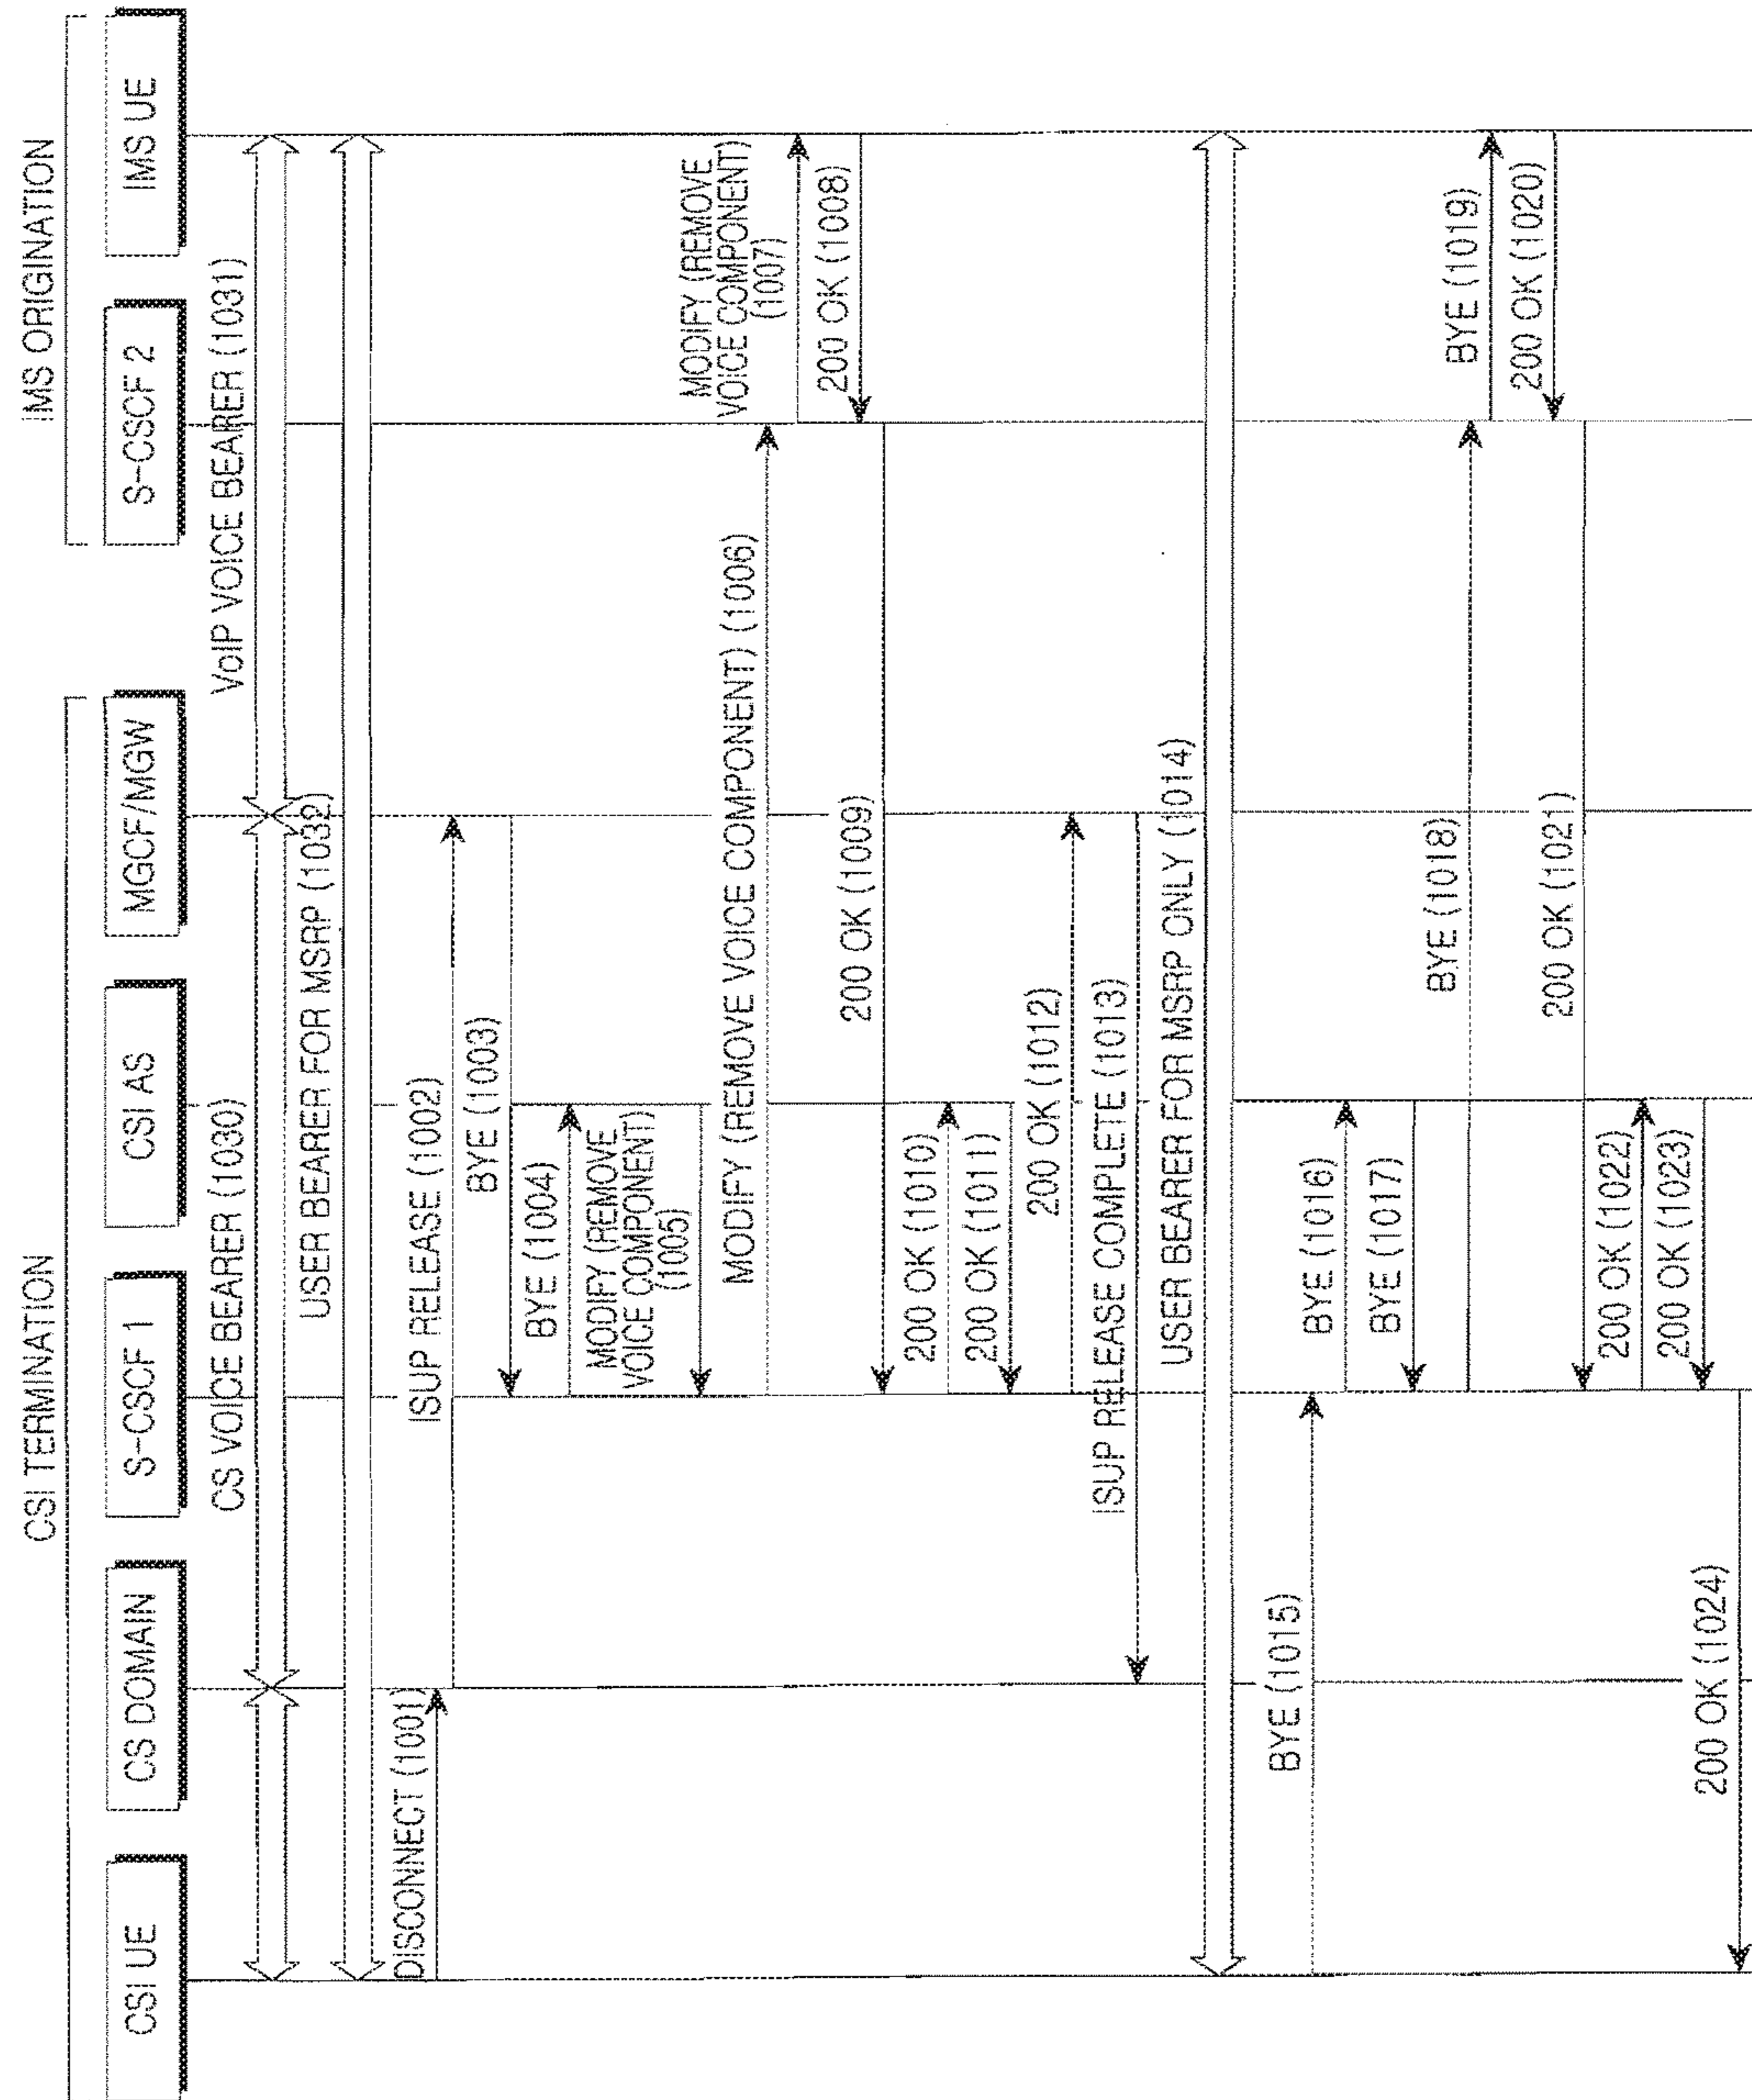 CSI TERMINATION
IMS ORIGINATION
CSI UE
CS DOMAIN
S-CSCF 1
CSI AS
MGCF/MGW
S-CSCF 2
IMS UE
CS VOICE BEARER (1030)
VoIP VOICE BEARER (1031)
USER BEARER FOR MSRP (1032)
DISCONNECT (1001)
ISUP RELEASE (1002)
BYE (1003)
BYE (1004)
MODIFY (REMOVE
VOICE COMPONENT)
(1005)
MODIFY (REMOVE VOICE COMPONENT) (1006)
MODIFY (REMOVE
VOICE COMPONENT)
(1007)
200 OK (1008)
200 OK (1009)
200 OK (1010)
200 OK (1011)
200 OK (1012)
ISUP RELEASE COMPLETE (1013)
USER BEARER FOR MSRP ONLY (1014)
BYE (1015)
BYE (1016)
BYE (1017)
BYE (1018)
BYE (1019)
200 OK (1020)
200 OK (1021)
200 OK (1022)
200 OK (1023)
200 OK (1024)